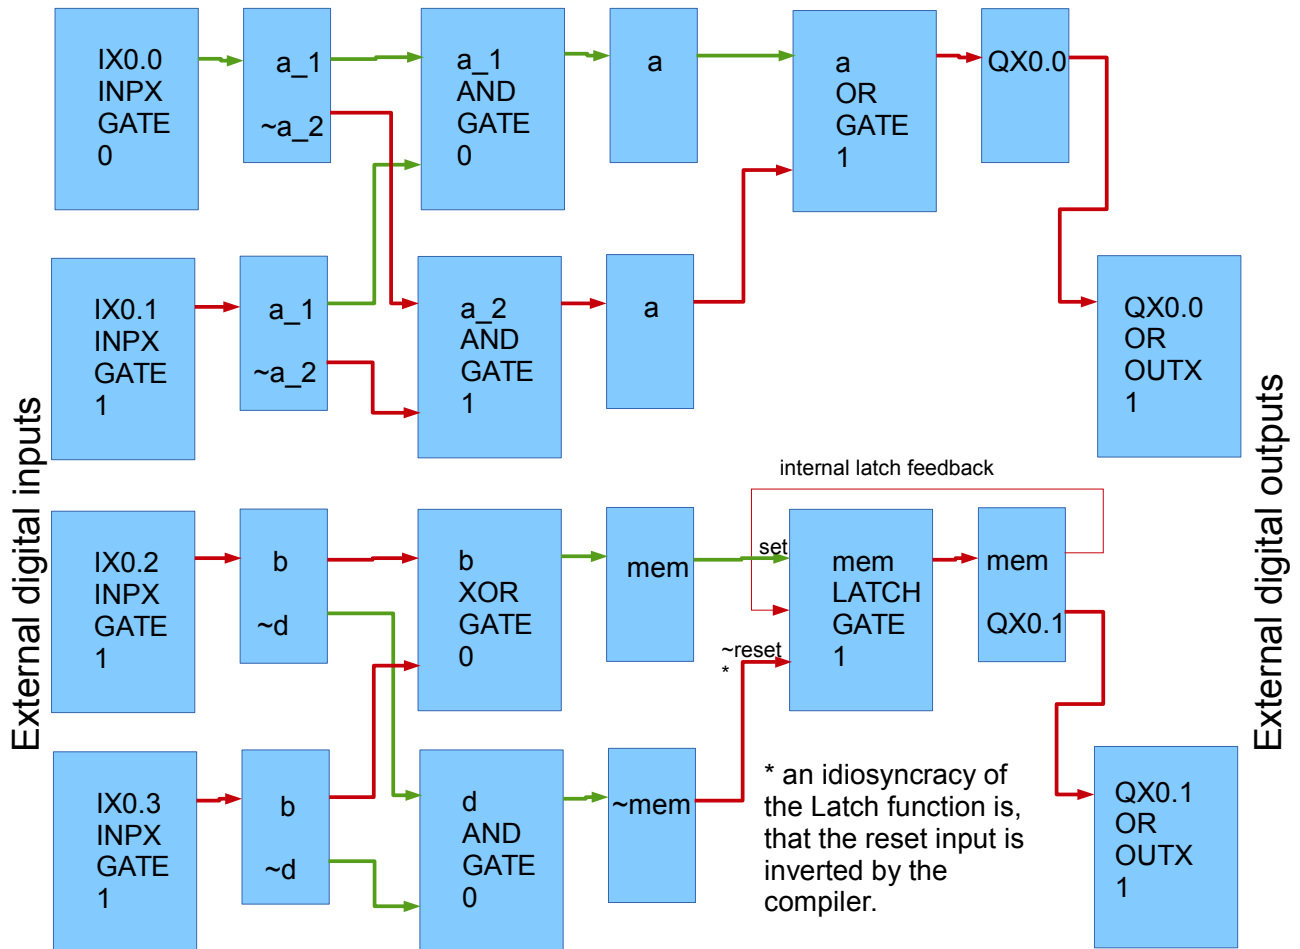 External digital inputs
IX0.0
INPX
GATE
0
a_1
~a_2
a_1
AND
GATE
0
a
a
OR
GATE
1
QX0.0
IX0.1
INPX
GATE
1
a_1
~a_2
a_2
AND
GATE
1
a
QX0.0
OR
OUTX
1
External digital outputs
internal latch feedback
IX0.2
INPX
GATE
1
b
~d
b
XOR
GATE
0
mem
set
~reset
*
mem
LATCH
GATE
1
mem
QX0.1
IX0.3
INPX
GATE
1
b
~d
d
AND
GATE
0
~mem
* an idiosyncracy of
the Latch function is,
that the reset input is
inverted by the
compiler.
QX0.1
OR
OUTX
1